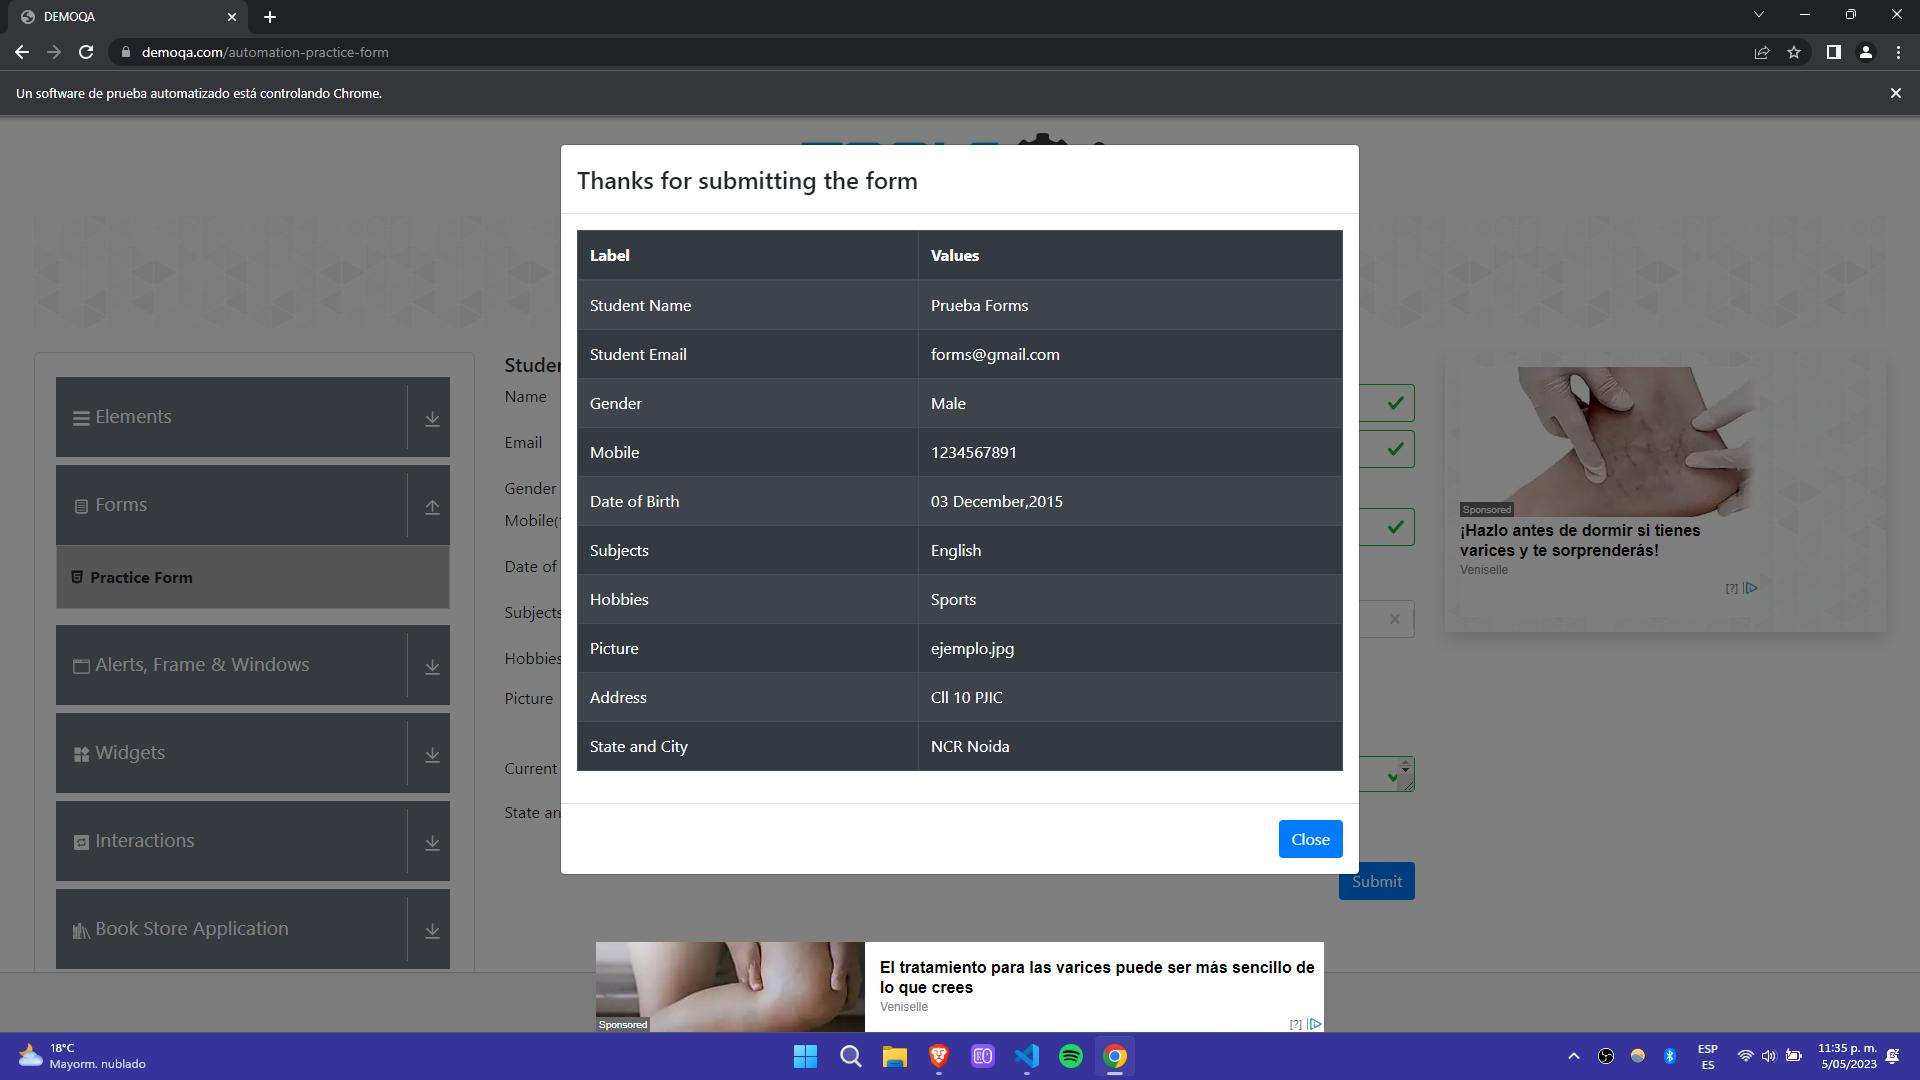 DEMOQA
demoqa.com/automation-practice-form
Un software de prueba automatizado está controlando Chrome.
Thanks for submitting the form
Label Values
Student Name Prueba Forms
Student Email forms@gmail.com
Gender Male
Mobile 1234567891
Date of Birth 03 December,2015
Subjects English
Hobbies Sports
Picture ejemplo.jpg
Address Cll 10 PJIC
State and City NCR Noida
Close
Elements
Forms
Practice Form
Alerts, Frame & Windows
Widgets
Interactions
Book Store Application
Name
Email
Gender
Mobile(
Date of
Subjects
Hobbies
Picture
Current
State an
Submit
Sponsored
¡Hazlo antes de dormir si tienes
varices y te sorprenderás!
Veniselle
[?]
El tratamiento para las varices puede ser más sencillo de
lo que crees
Veniselle
Sponsored
[?]
18°C
Mayorm. nublado
ESP
ES
11:35 p. m.
5/05/2023